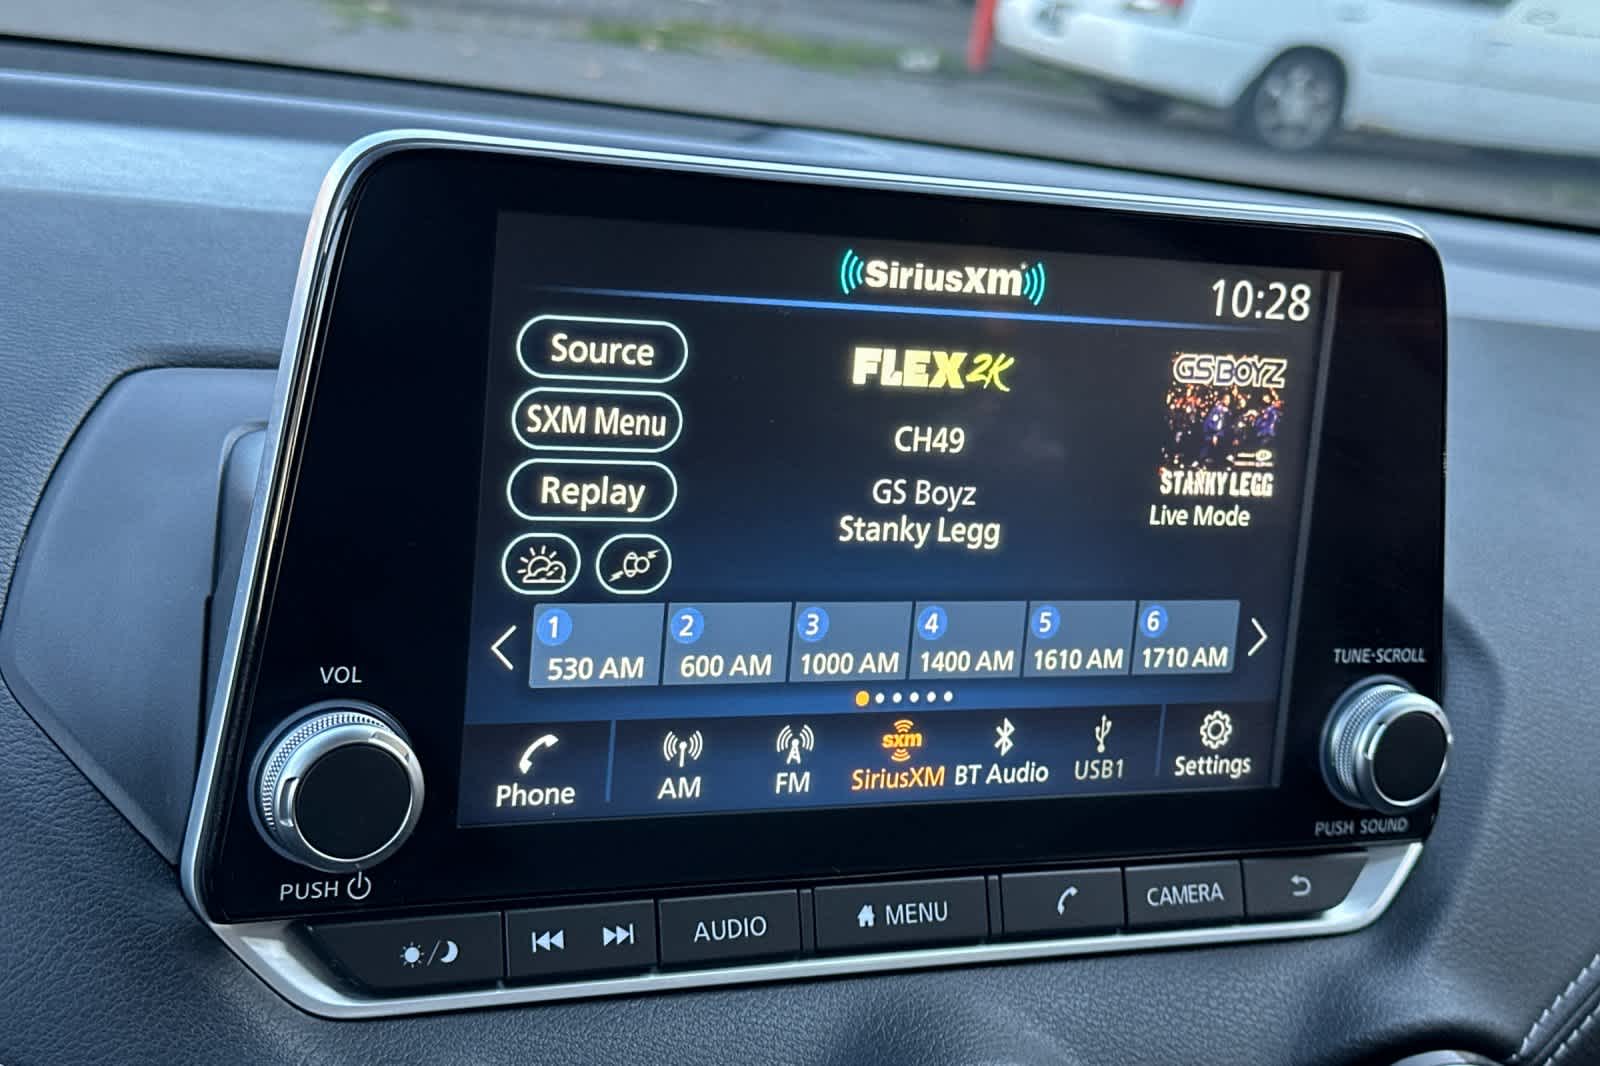 SiriusXm
10:28
Source
SXM Menu
Replay
FLEX2K
CH49
GS Boyz
Stanky Legg
GS BOYZ
STANKY LEGG
Live Mode
1 530 AM
2 600 AM
3 1000 AM
4 1400 AM
5 1610 AM
6 1710 AM
Phone
AM
FM
sxm
SiriusXM
BT Audio
USB1
Settings
VOL
PUSH
TUNE·SCROLL
PUSH SOUND
AUDIO
MENU
CAMERA